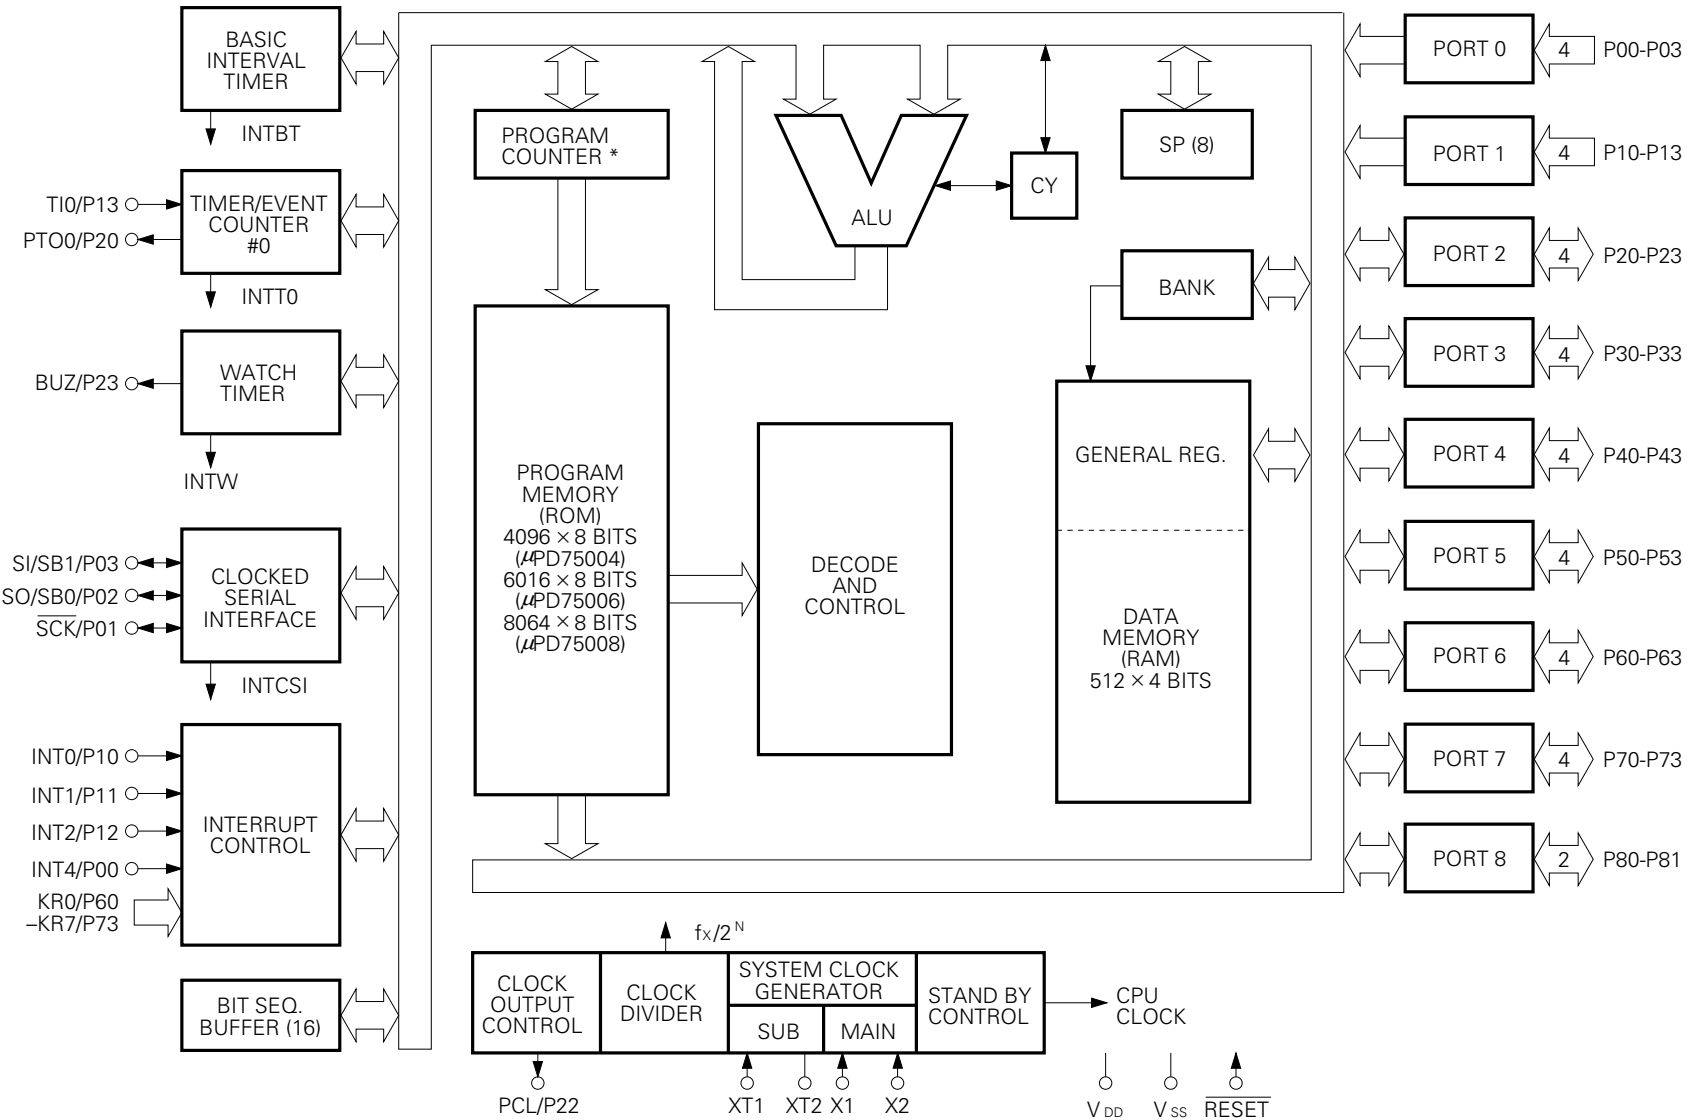 BASIC
INTERVAL
TIMER
INTBT
TI0/P13
PTO0/P20
TIMER/EVENT
COUNTER
#0
INTT0
BUZ/P23
WATCH
TIMER
INTW
SI/SB1/P03
SO/SB0/P02
SCK/P01
CLOCKED
SERIAL
INTERFACE
INTCSI
INT0/P10
INT1/P11
INT2/P12
INT4/P00
KR0/P60
–KR7/P73
INTERRUPT
CONTROL
BIT SEQ.
BUFFER (16)
PROGRAM
COUNTER *
ALU
CY
SP (8)
BANK
PROGRAM
MEMORY
(ROM)
4096 × 8 BITS
(µPD75004)
6016 × 8 BITS
(µPD75006)
8064 × 8 BITS
(µPD75008)
DECODE
AND
CONTROL
GENERAL REG.
DATA
MEMORY
(RAM)
512 × 4 BITS
PORT 0 4 P00-P03
PORT 1 4 P10-P13
PORT 2 4 P20-P23
PORT 3 4 P30-P33
PORT 4 4 P40-P43
PORT 5 4 P50-P53
PORT 6 4 P60-P63
PORT 7 4 P70-P73
PORT 8 2 P80-P81
fX/2 N
CLOCK
OUTPUT
CONTROL
CLOCK
DIVIDER
SYSTEM CLOCK
GENERATOR
SUB MAIN
STAND BY
CONTROL
CPU
CLOCK
PCL/P22
XT1 XT2 X1 X2
VDD VSS RESET